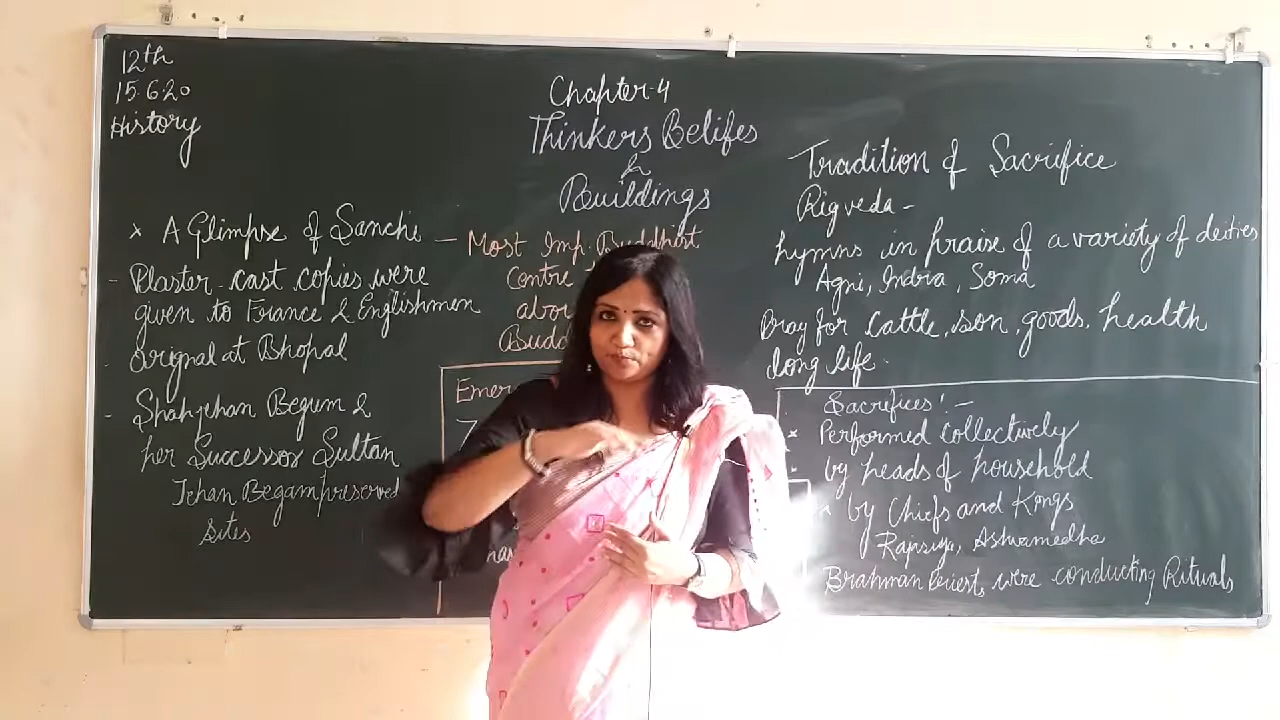 12th
15.6.20
History
Chapter-4
Thinkers Belifes
&
Buildings
x A Glimpse of Sanchi — Most Imp. Buddhist
Centre
abou
Budd
- Plaster-cast copies were
given to France & Englishmen
- Orignal at Bhopal
- Shahjehan Begum &
her Successor Sultan
Jehan Begam preserved
Sites
Emer
Tradition of Sacrifice
Rigveda -
hymns in praise of a variety of deities
Agni, Indra, Soma
Pray for Cattle, son, goods, health
long life.
Sacrifices! —
x Performed collectively
- by heads of household
x by Chiefs and Kings
Rajsuya, Ashwamedha
Brahman Priests were conducting Rituals